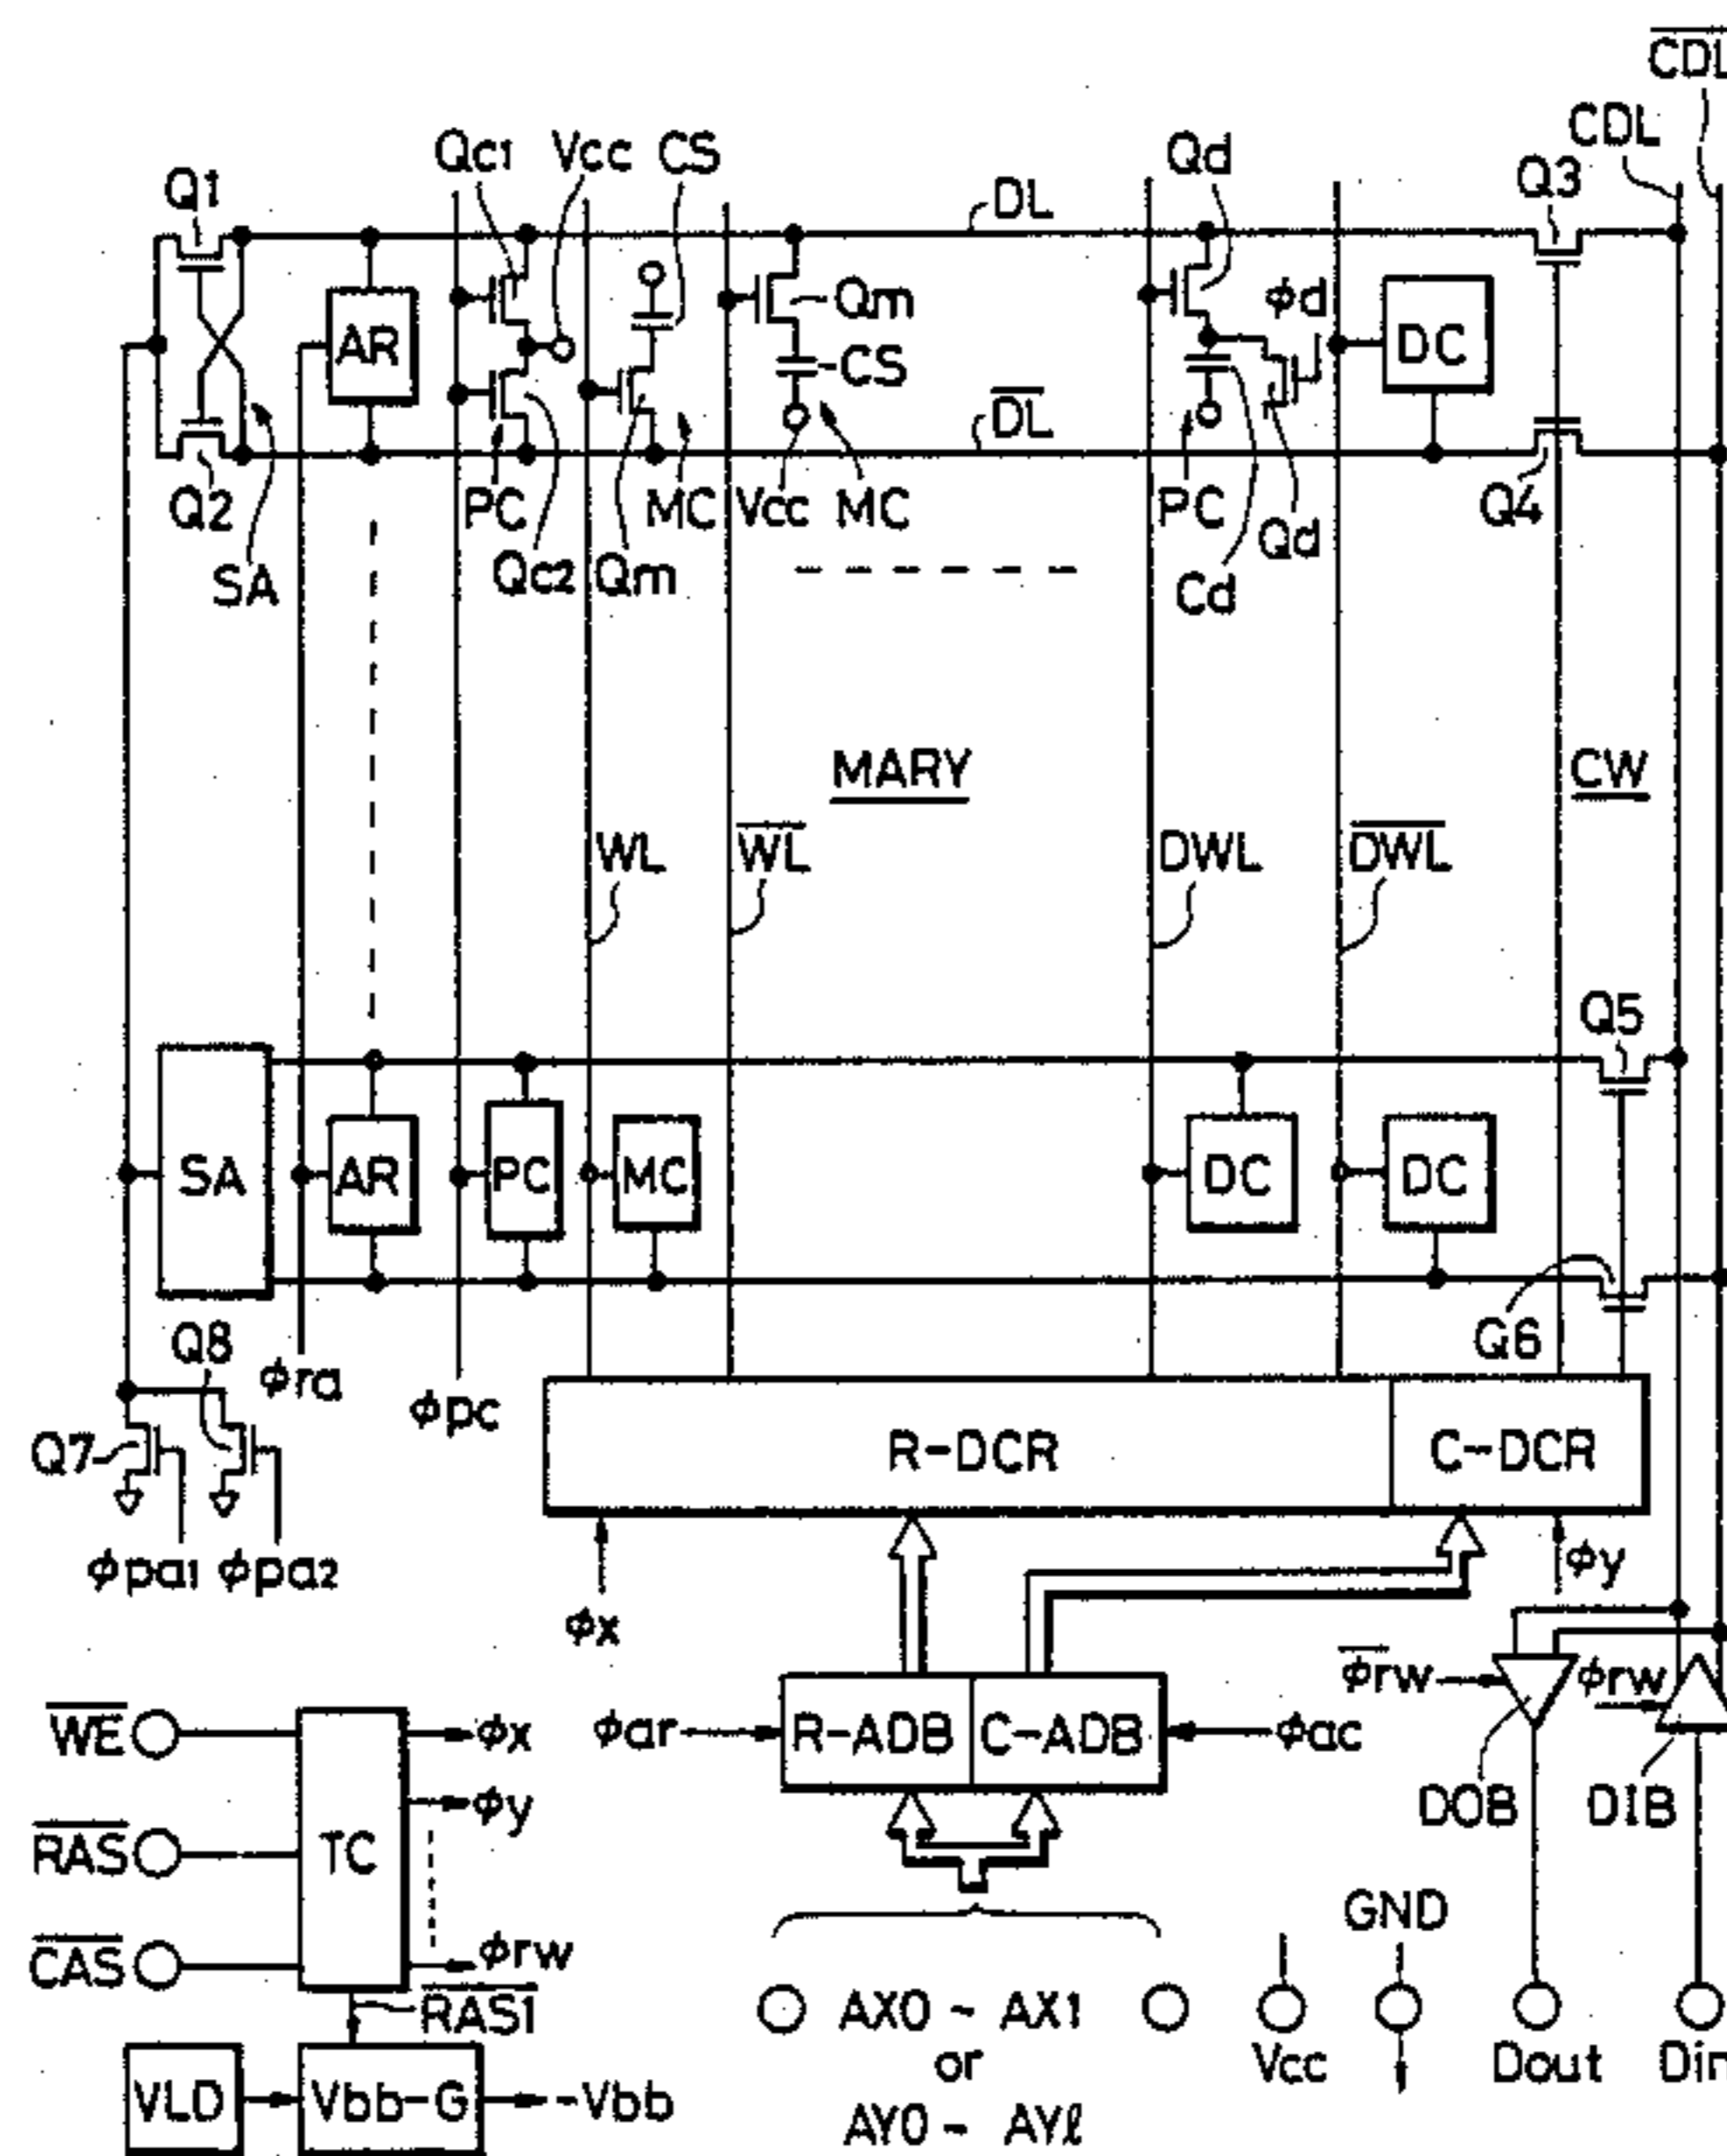 CDL
CDL
Qc1 Vcc CS Qd
Q1 DL Q3
AR Qm φd DC
CS
DL
Q2 PC MC Vcc MC PC Qd Q4
SA Qc2 Qm Cd
MARY CW
WL WL DWL DWL
Q5
SA AR PC MC DC DC
Q8 φra G6
φpc
Q7 R-DCR C-DCR
φpa1 φpa2 φy
φx
φrw φrw
WE φx φar R-ADB C-ADB φac
φy DOB DIB
RAS TC
GND
CAS φrw
RAS1 AX0 ~ AX1
or Vcc Dout Din
VLD Vbb-G -Vbb
AY0 - AYℓ